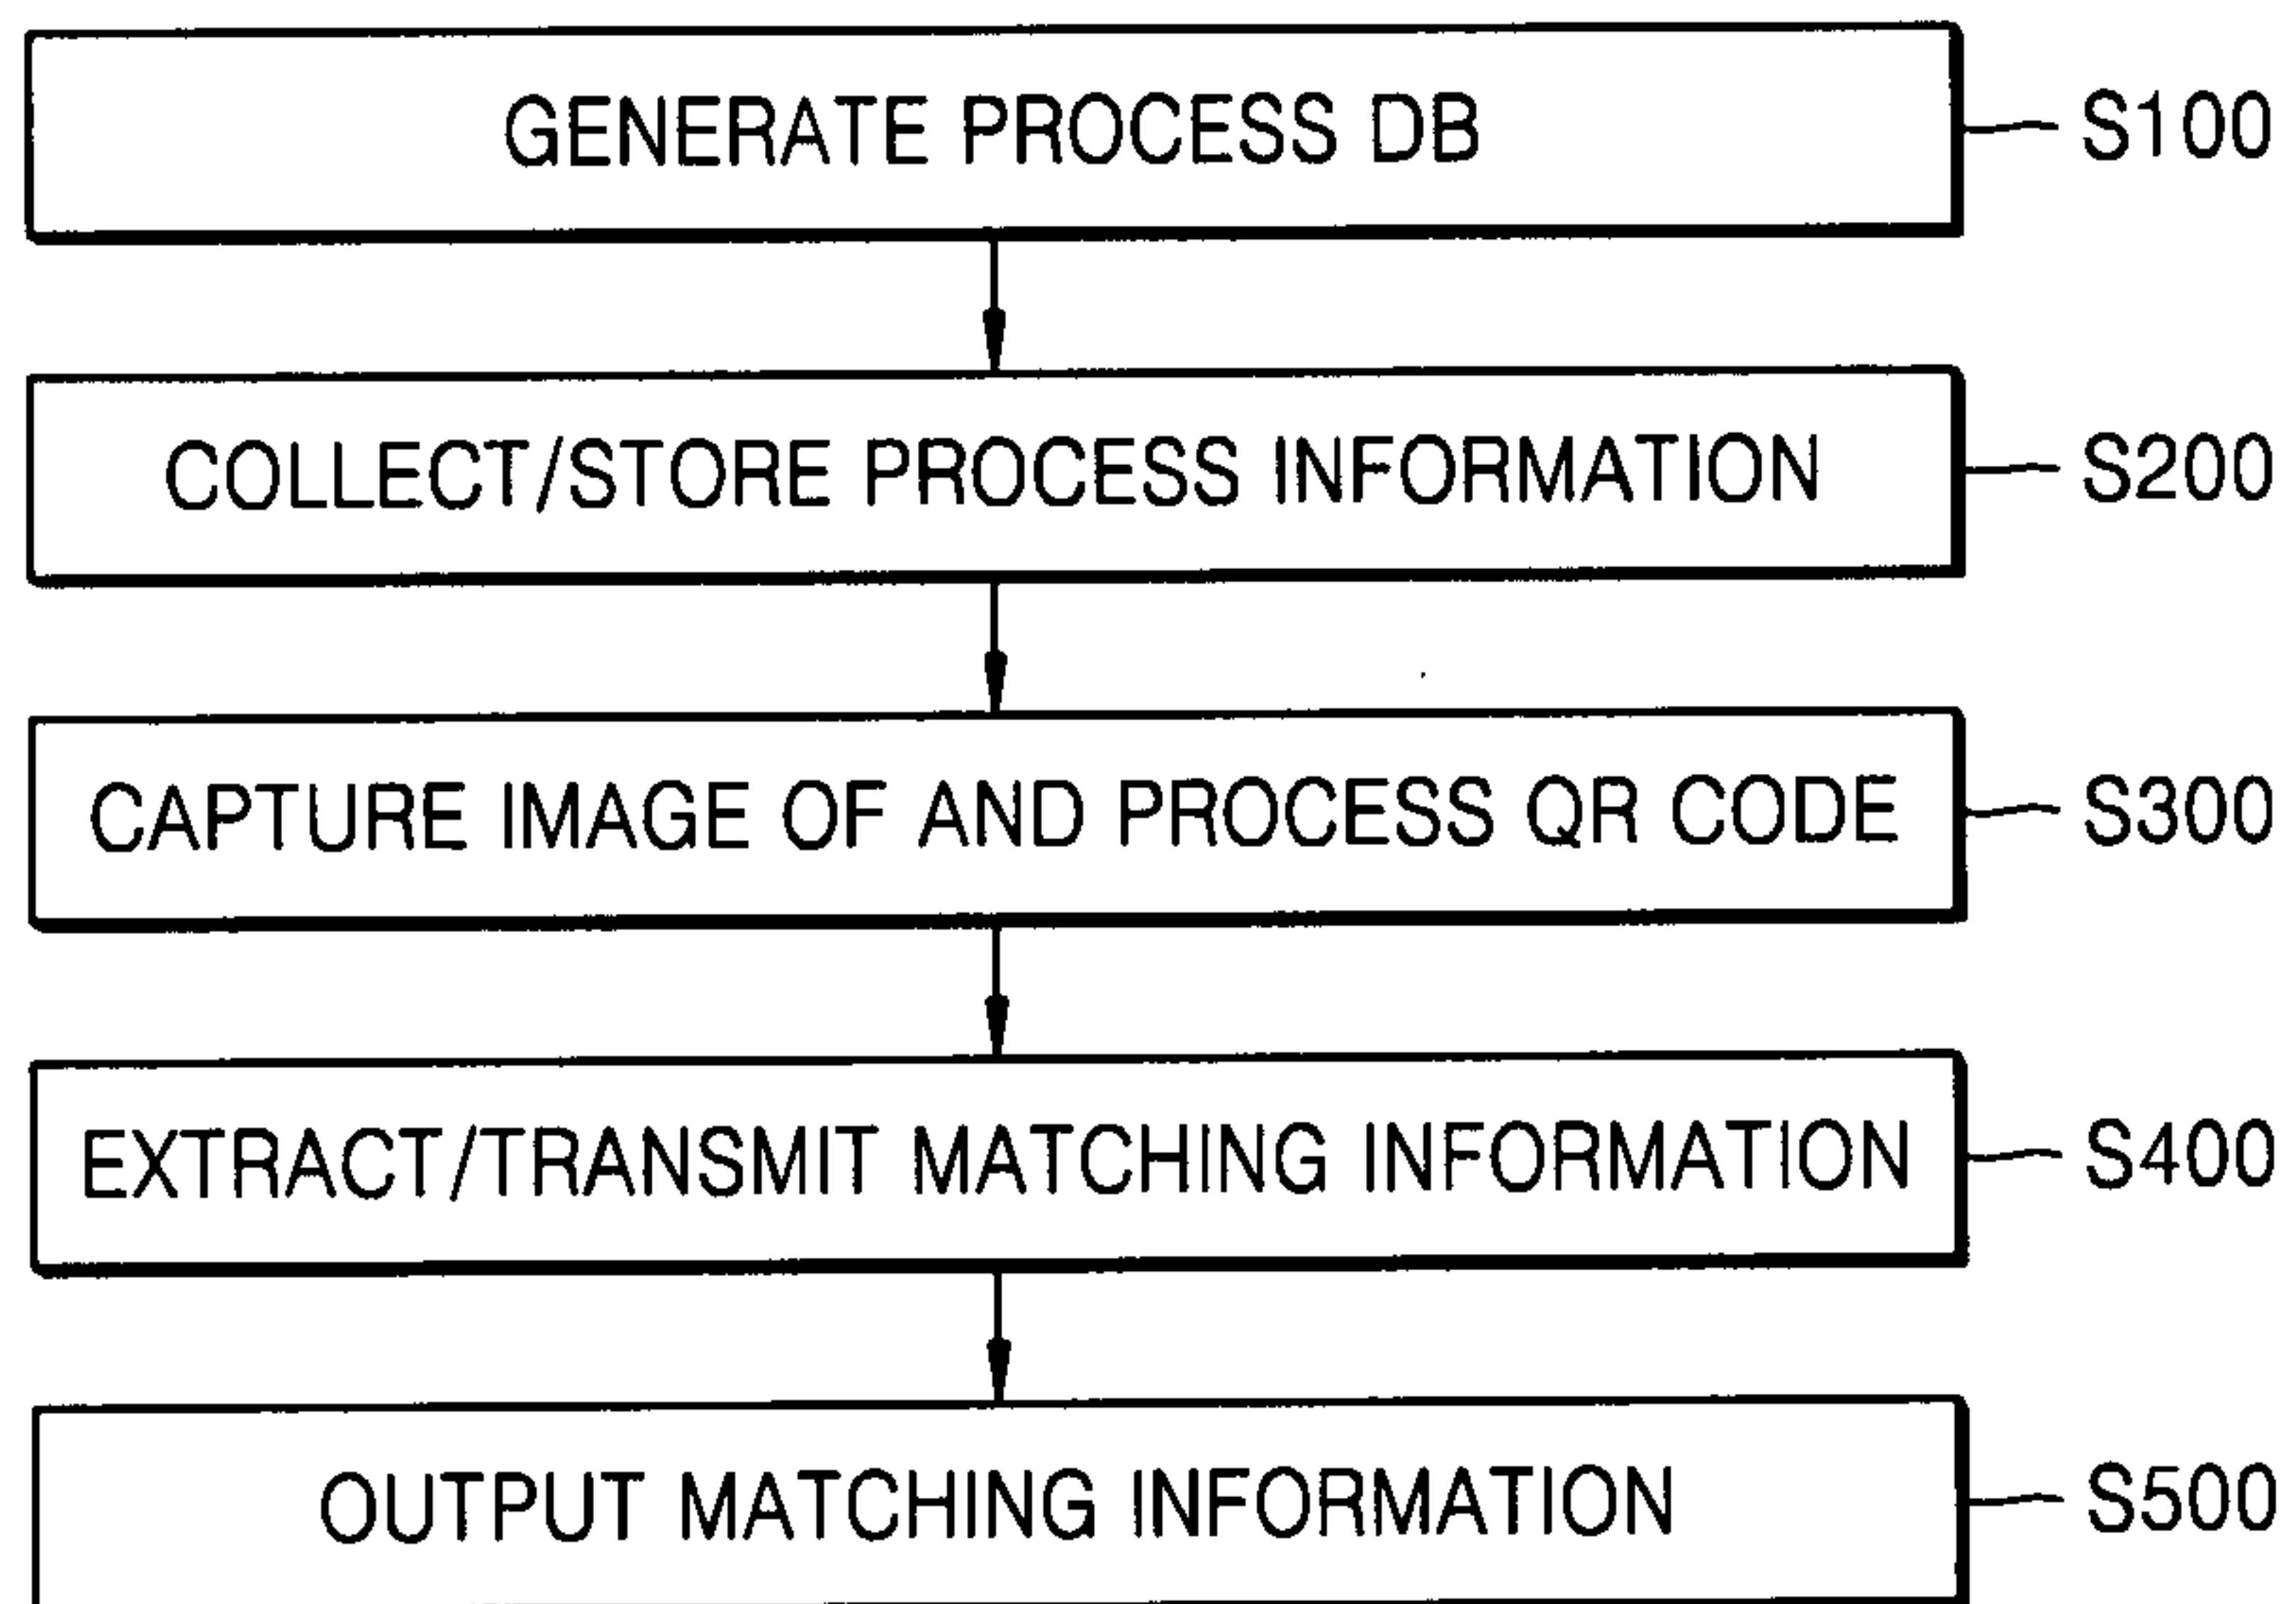 GENERATE PROCESS DB S100
COLLECT/STORE PROCESS INFORMATION S200
CAPTURE IMAGE OF AND PROCESS QR CODE S300
EXTRACT/TRANSMIT MATCHING INFORMATION S400
OUTPUT MATCHING INFORMATION S500